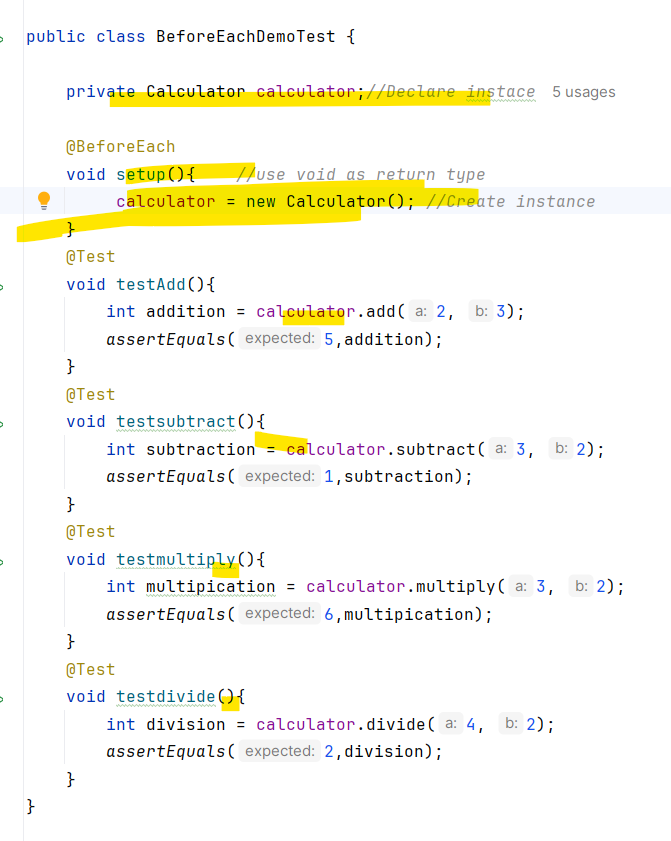 public class BeforeEachDemoTest {
private Calculator calculator;//Declare instace 5 usages
@BeforeEach
void setup(){ //use void as return type
calculator = new Calculator(); //Create instance
}
@Test
void testAdd(){
int addition = calculator.add( a: 2, b: 3);
assertEquals( expected: 5,addition);
}
@Test
void testsubtract(){
int subtraction = calculator.subtract( a: 3, b: 2);
assertEquals( expected: 1,subtraction);
}
@Test
void testmultiply(){
int multipication = calculator.multiply( a: 3, b: 2);
assertEquals( expected: 6,multipication);
}
@Test
void testdivide(){
int division = calculator.divide( a: 4, b: 2);
assertEquals( expected: 2,division);
}
}